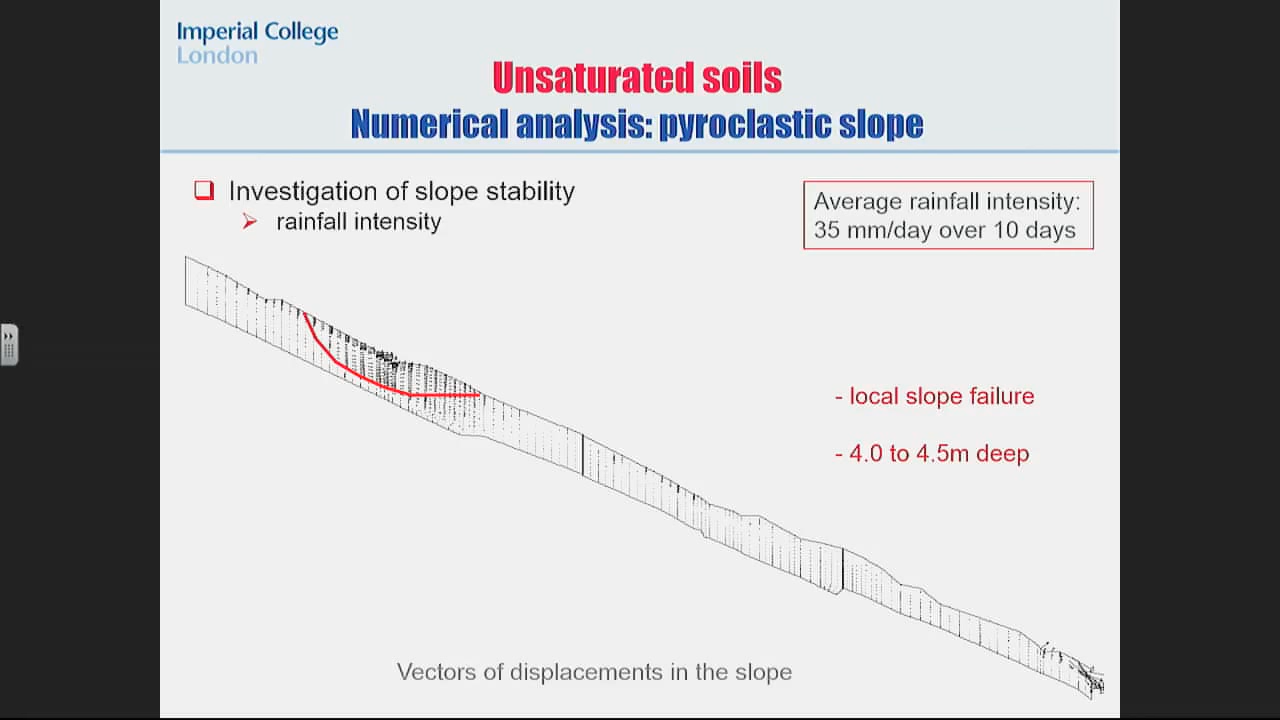 Imperial College
London
Unsaturated soils
Numerical analysis: pyroclastic slope
Investigation of slope stability
rainfall intensity
Average rainfall intensity:
35 mm/day over 10 days
- local slope failure
- 4.0 to 4.5m deep
Vectors of displacements in the slope